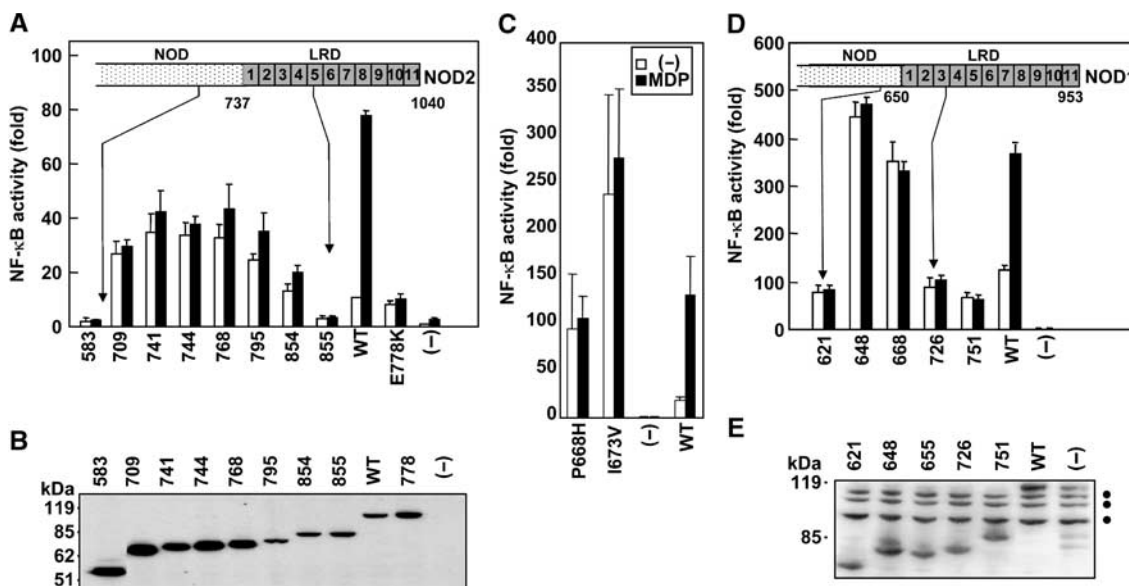 A
NF-κB activity (fold)
100
80
60
40
20
0
NOD LRD
1 2 3 4 5 6 7 8 9 10 11 NOD2
737 1040
583 709 741 744 768 795 854 855 WT E778K (–)
B
583 709 741 744 768 795 854 855 WT 778 (–)
kDa
119
85
62
51
C
NF-κB activity (fold)
400
350
300
250
200
150
100
50
0
(–)
MDP
P668H I673V (–) WT
D
NF-κB activity (fold)
600
500
400
300
200
100
0
NOD LRD
1 2 3 4 5 6 7 8 9 10 11
650 953
621 648 668 726 751 WT (–)
E
621 648 655 726 751 WT (–)
kDa
119
85